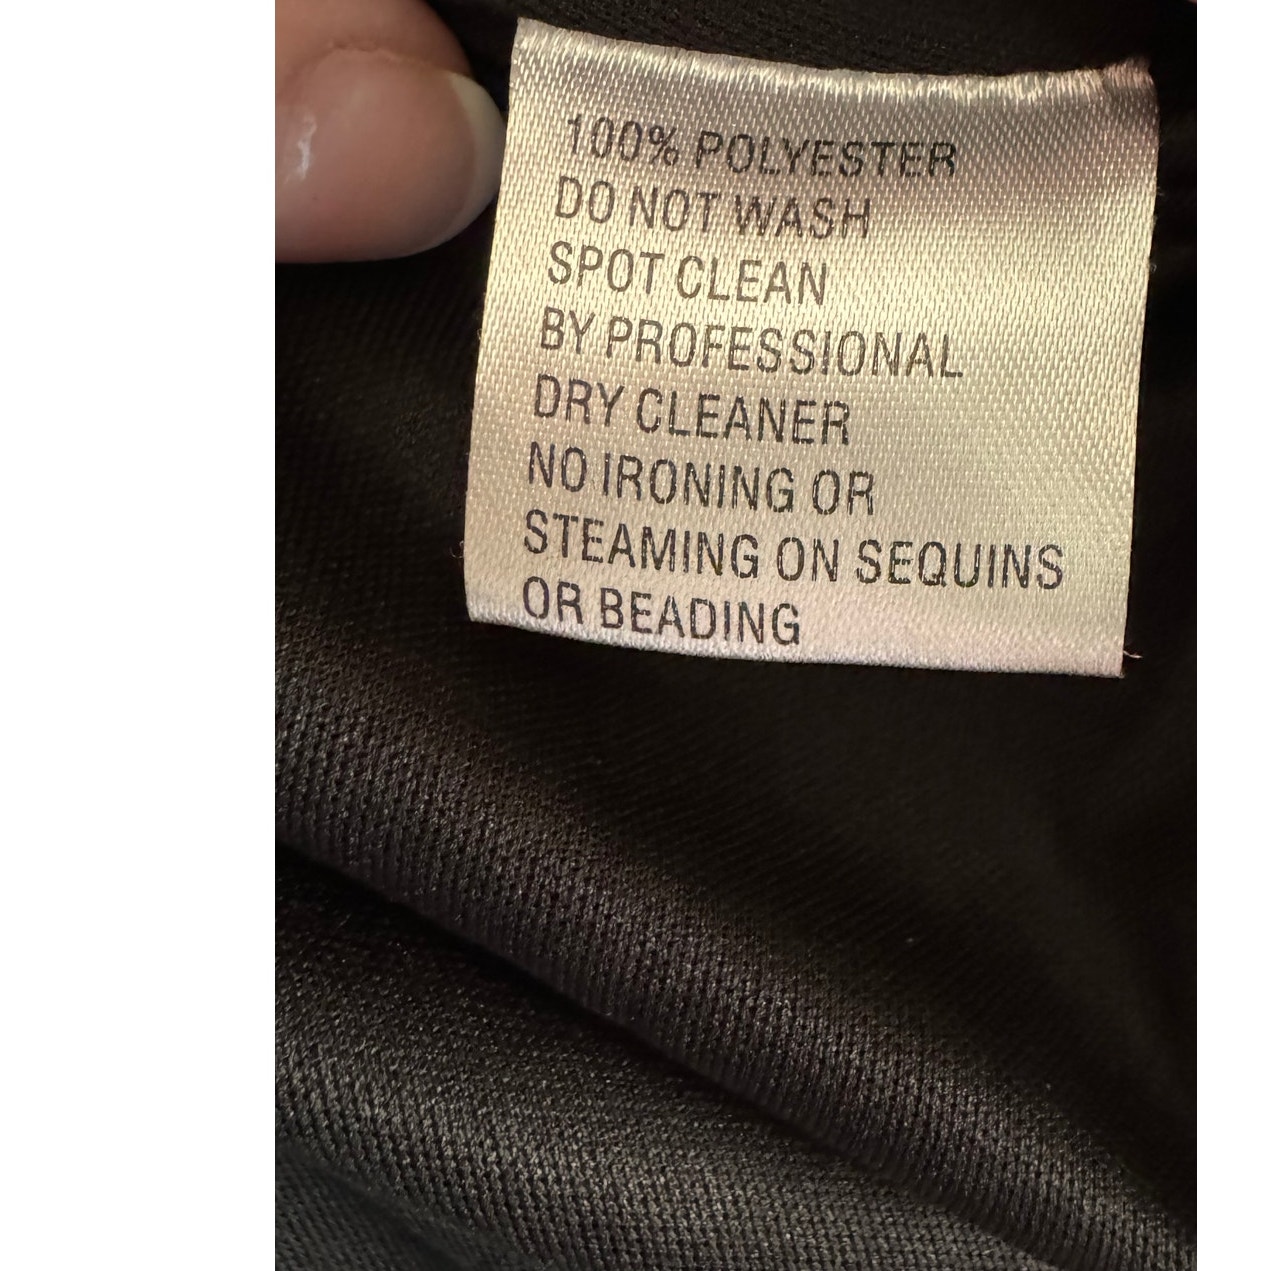 100% POLYESTER
DO NOT WASH
SPOT CLEAN
BY PROFESSIONAL
DRY CLEANER
NO IRONING OR
STEAMING ON SEQUINS
OR BEADING